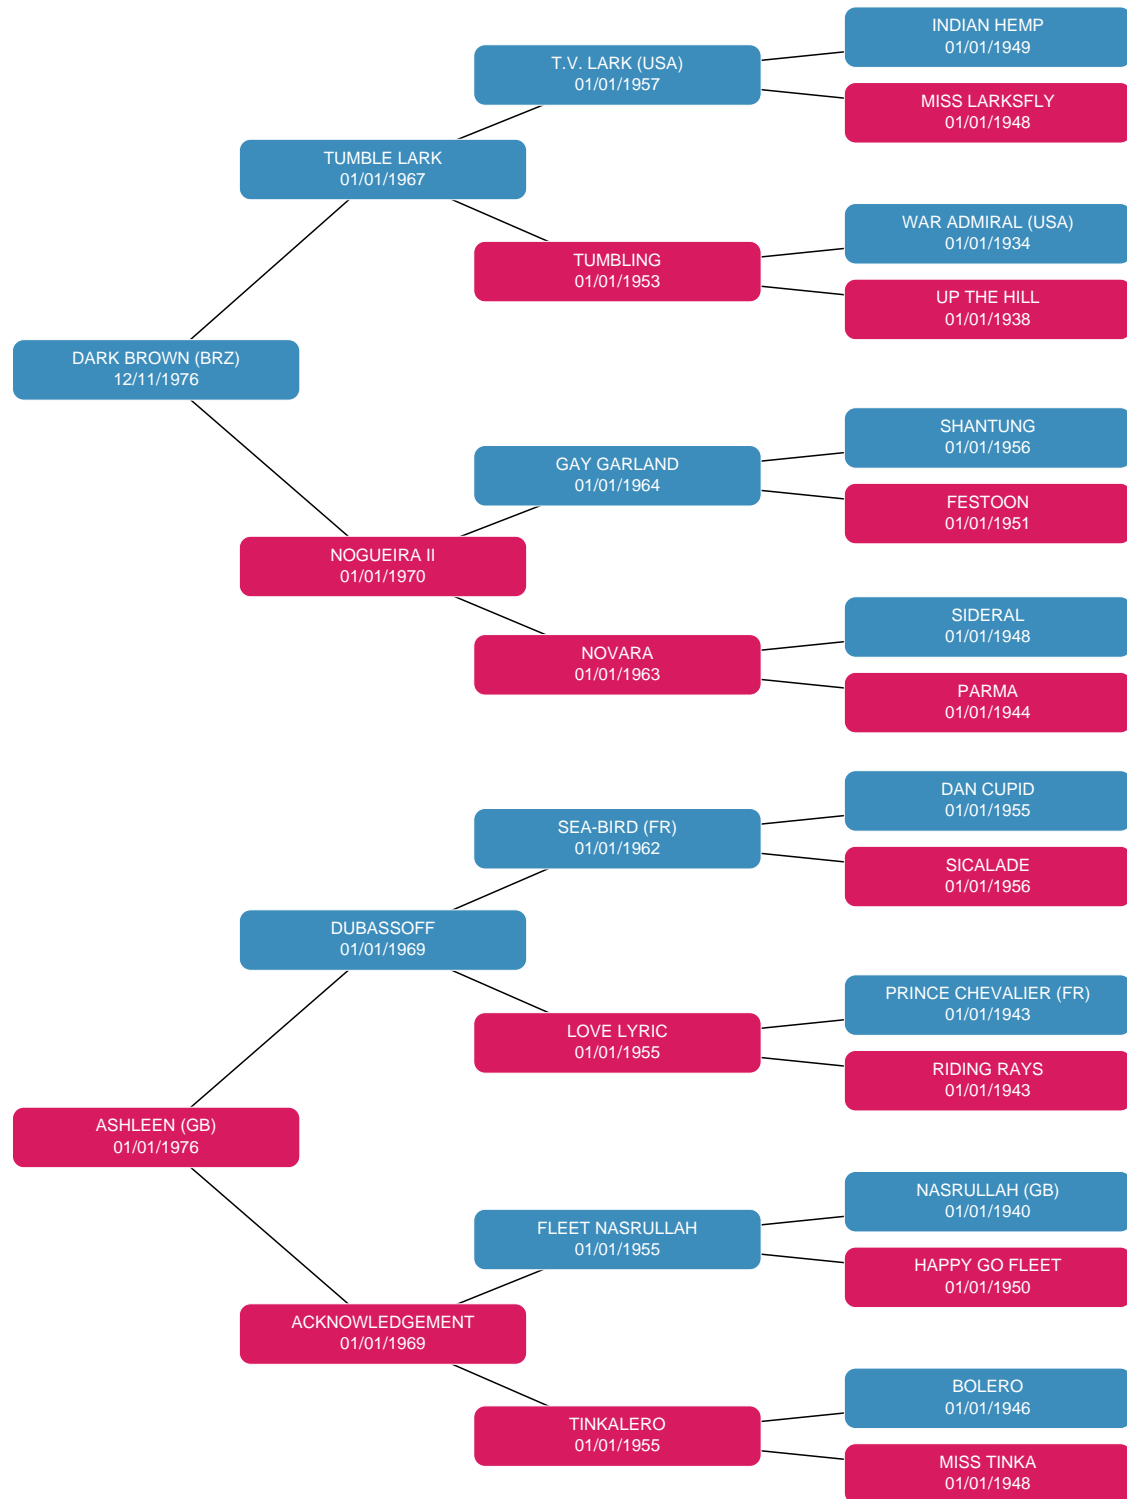 INDIAN HEMP
01/01/1949
T.V. LARK (USA)
01/01/1957
MISS LARKSFLY
01/01/1948
TUMBLE LARK
01/01/1967
WAR ADMIRAL (USA)
01/01/1934
TUMBLING
01/01/1953
UP THE HILL
01/01/1938
DARK BROWN (BRZ)
12/11/1976
SHANTUNG
01/01/1956
GAY GARLAND
01/01/1964
FESTOON
01/01/1951
NOGUEIRA II
01/01/1970
SIDERAL
01/01/1948
NOVARA
01/01/1963
PARMA
01/01/1944
DAN CUPID
01/01/1955
SEA-BIRD (FR)
01/01/1962
SICALADE
01/01/1956
DUBASSOFF
01/01/1969
PRINCE CHEVALIER (FR)
01/01/1943
LOVE LYRIC
01/01/1955
RIDING RAYS
01/01/1943
ASHLEEN (GB)
01/01/1976
NASRULLAH (GB)
01/01/1940
FLEET NASRULLAH
01/01/1955
HAPPY GO FLEET
01/01/1950
ACKNOWLEDGEMENT
01/01/1969
BOLERO
01/01/1946
TINKALERO
01/01/1955
MISS TINKA
01/01/1948